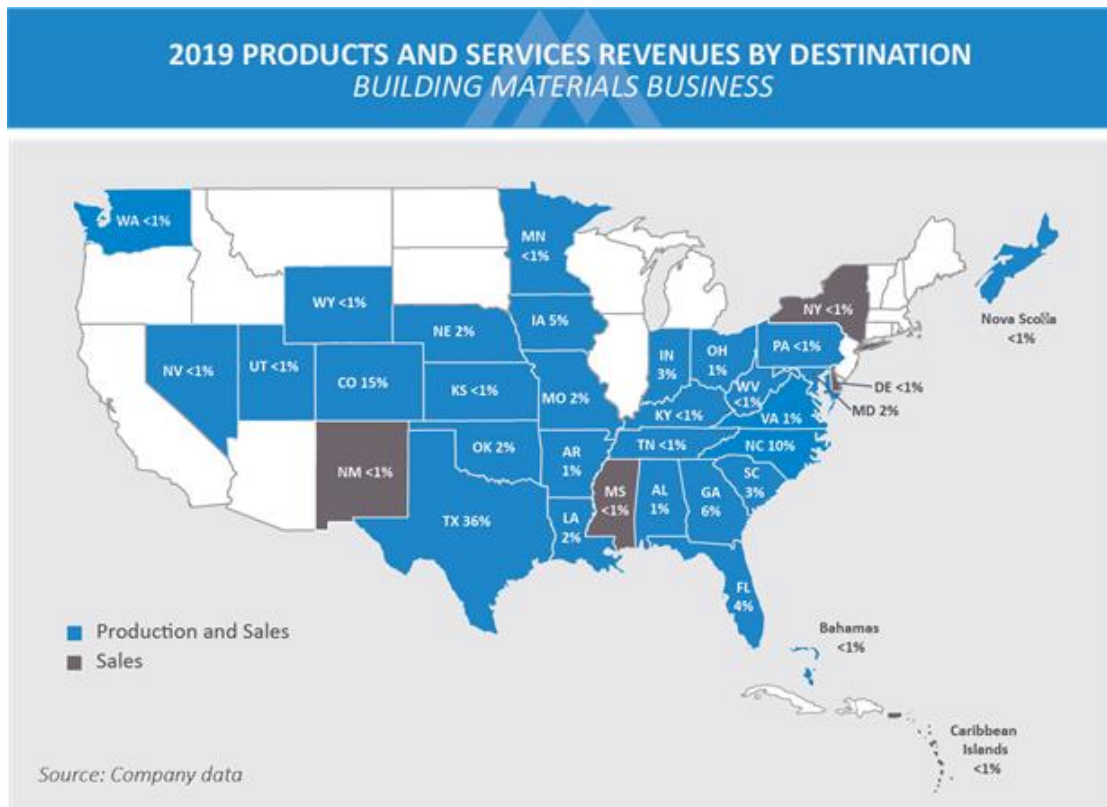 2019 PRODUCTS AND SERVICES REVENUES BY DESTINATION
BUILDING MATERIALS BUSINESS
WA <1%
MN
<1%
WY <1%
NY <1%
Nova Scotia
<1%
NE 2%
IA 5%
IN
3%
OH
1%
PA <1%
NV <1%
UT <1%
CO 15%
KS <1%
MO 2%
WV
<1%
DE <1%
MD 2%
KY <1%
VA 1%
NM <1%
OK 2%
AR
1%
TN <1%
NC 10%
SC
3%
TX 36%
LA
2%
MS
<1%
AL
1%
GA
6%
FL
4%
Production and Sales
Sales
Bahamas
<1%
Caribbean
Islands
<1%
Source: Company data